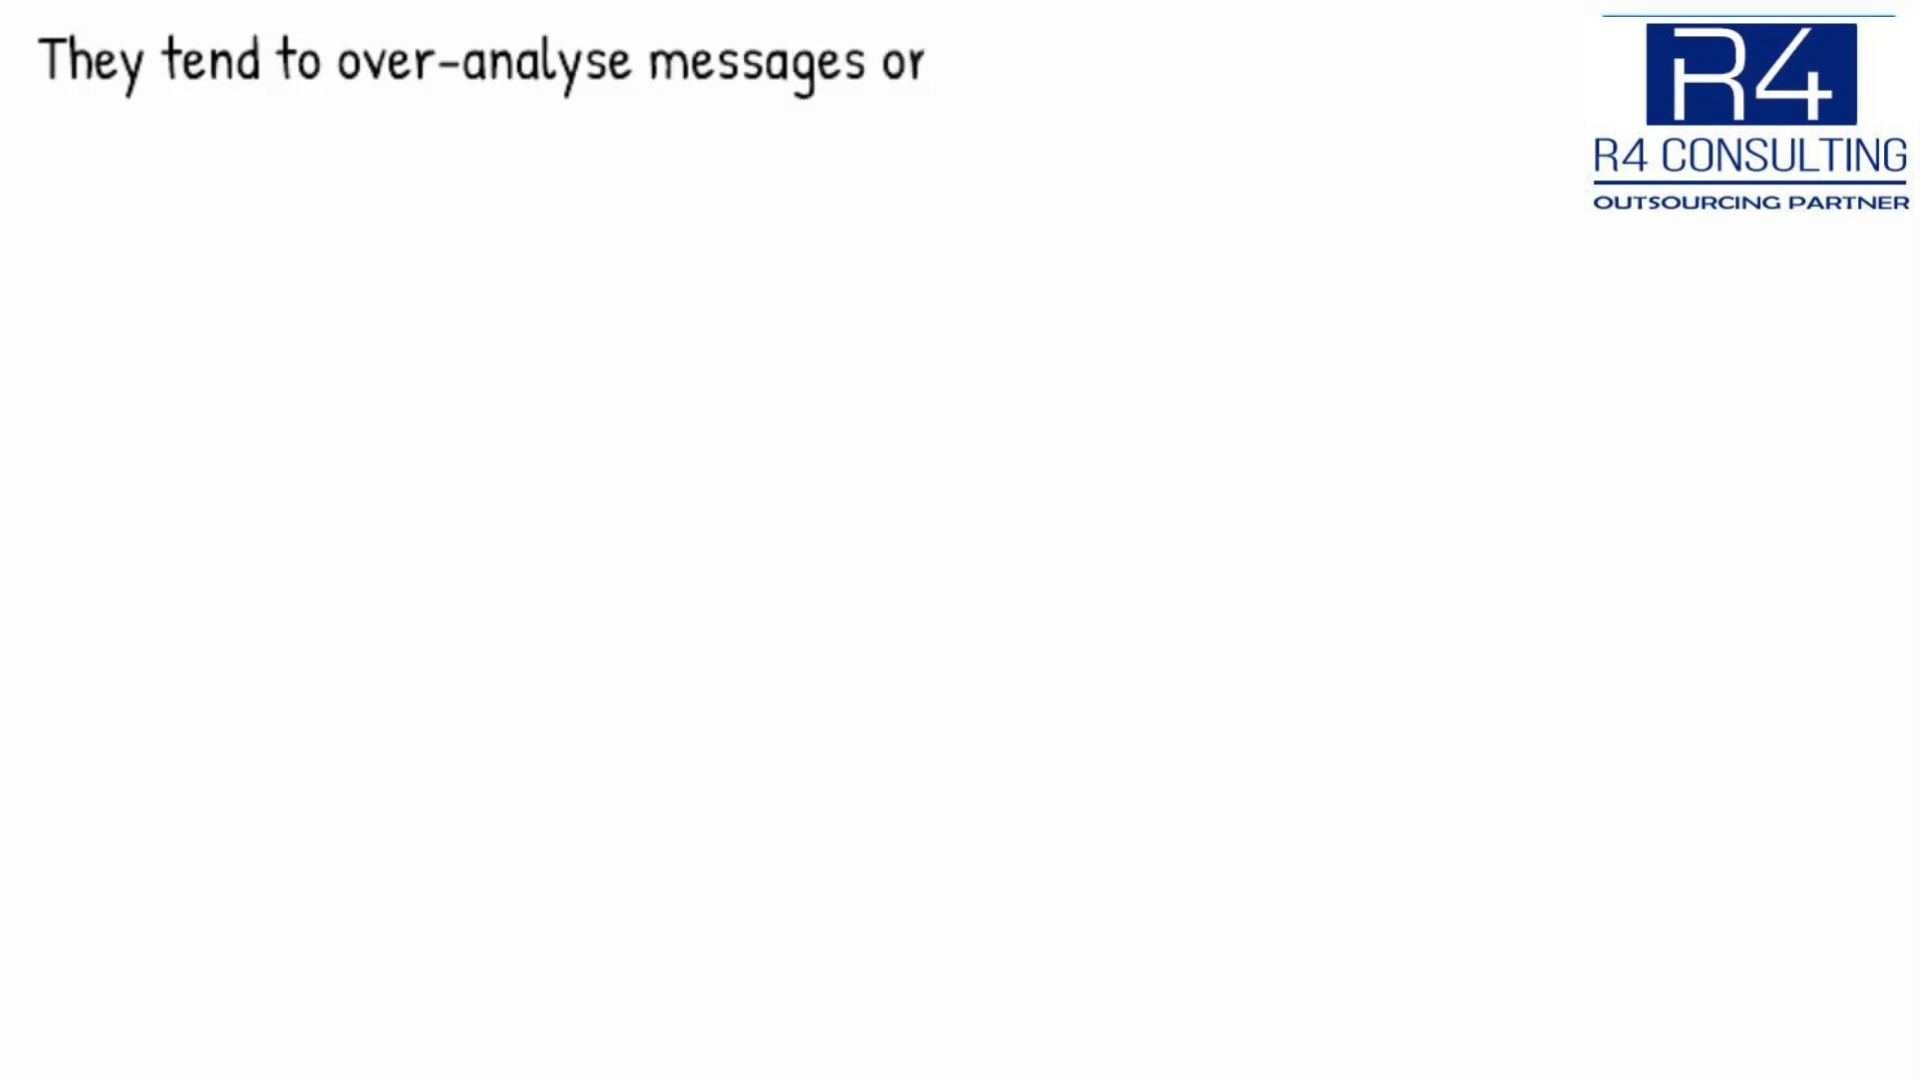 They tend to over-analyse messages or
R4
R4 CONSULTING
OUTSOURCING PARTNER